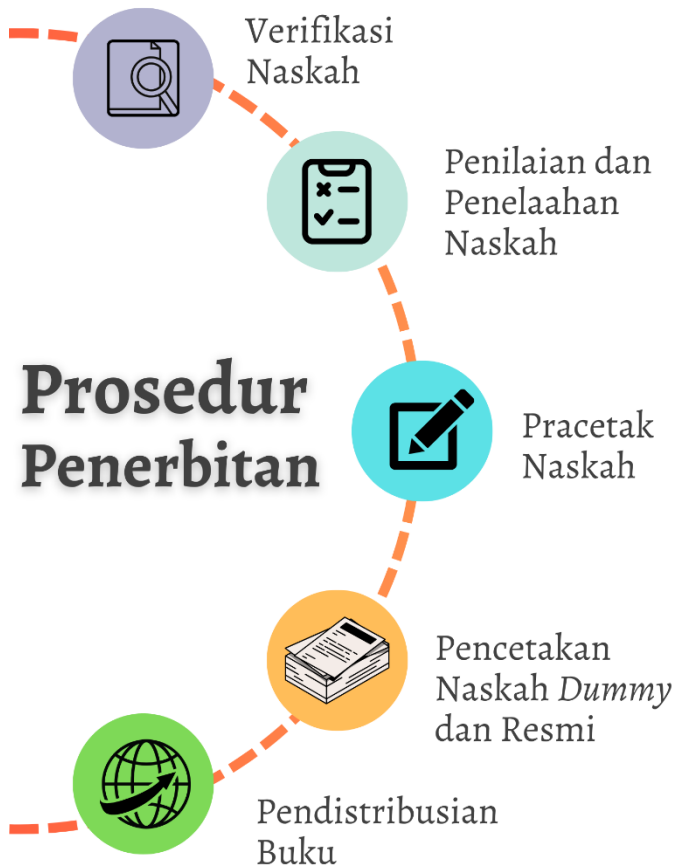 Verifikasi
Naskah
Penilaian dan
Penelaahan
Naskah
Prosedur
Penerbitan
Pracetak
Naskah
Pencetakan
Naskah Dummy
dan Resmi
Pendistribusian
Buku